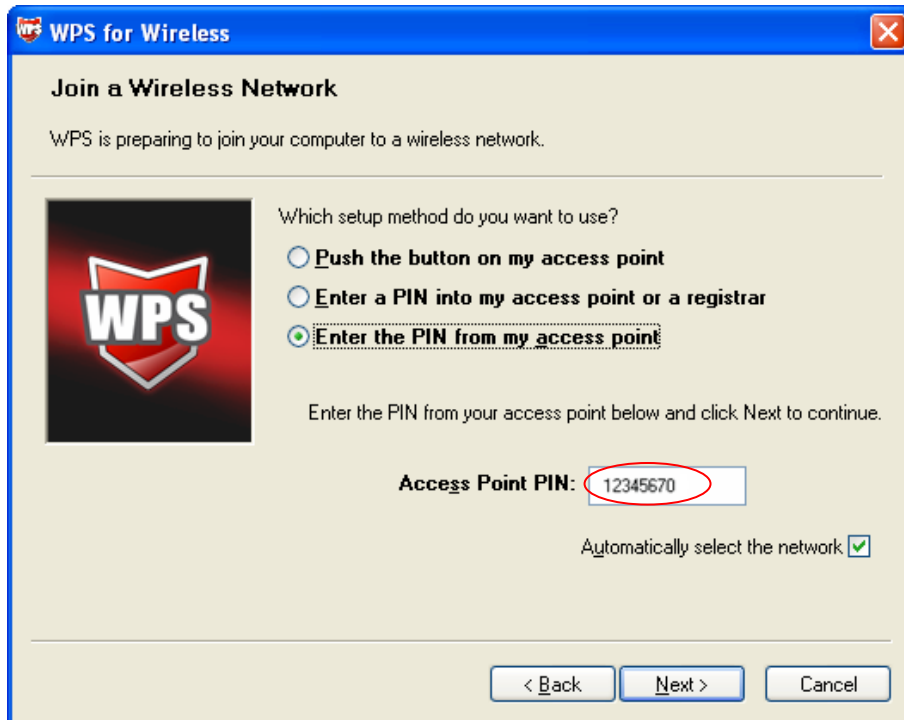 WPS for Wireless
Join a Wireless Network
WPS is preparing to join your computer to a wireless network.
Which setup method do you want to use?
Push the button on my access point
Enter a PIN into my access point or a registrar
Enter the PIN from my access point
WPS
Enter the PIN from your access point below and click Next to continue.
Access Point PIN: 12345670
Automatically select the network
< Back Next > Cancel